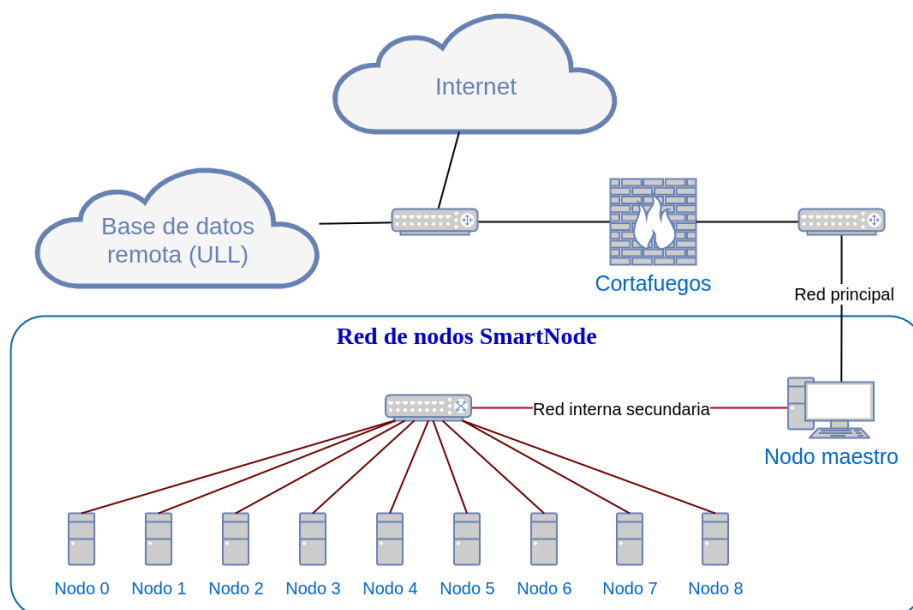 Internet
Base de datos
remota (ULL)
Cortafuegos
Red principal
Red de nodos SmartNode
Red interna secundaria
Nodo maestro
Nodo 0
Nodo 1
Nodo 2
Nodo 3
Nodo 4
Nodo 5
Nodo 6
Nodo 7
Nodo 8